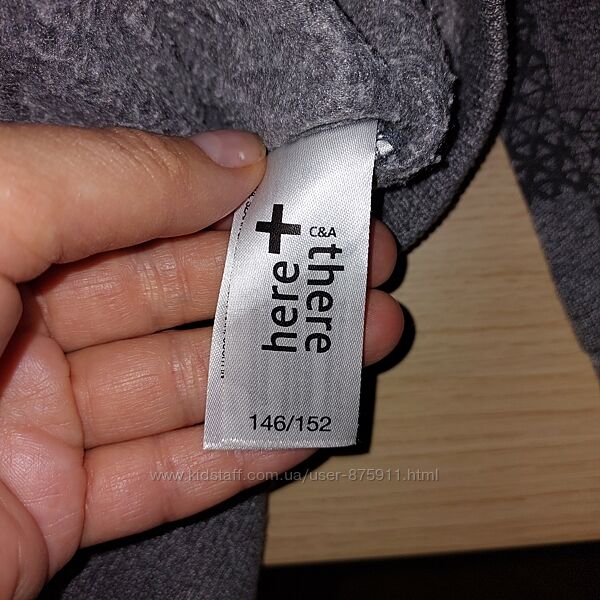 C&A
here
+
there
146/152
www.kidstaff.com.ua/user-875911.html